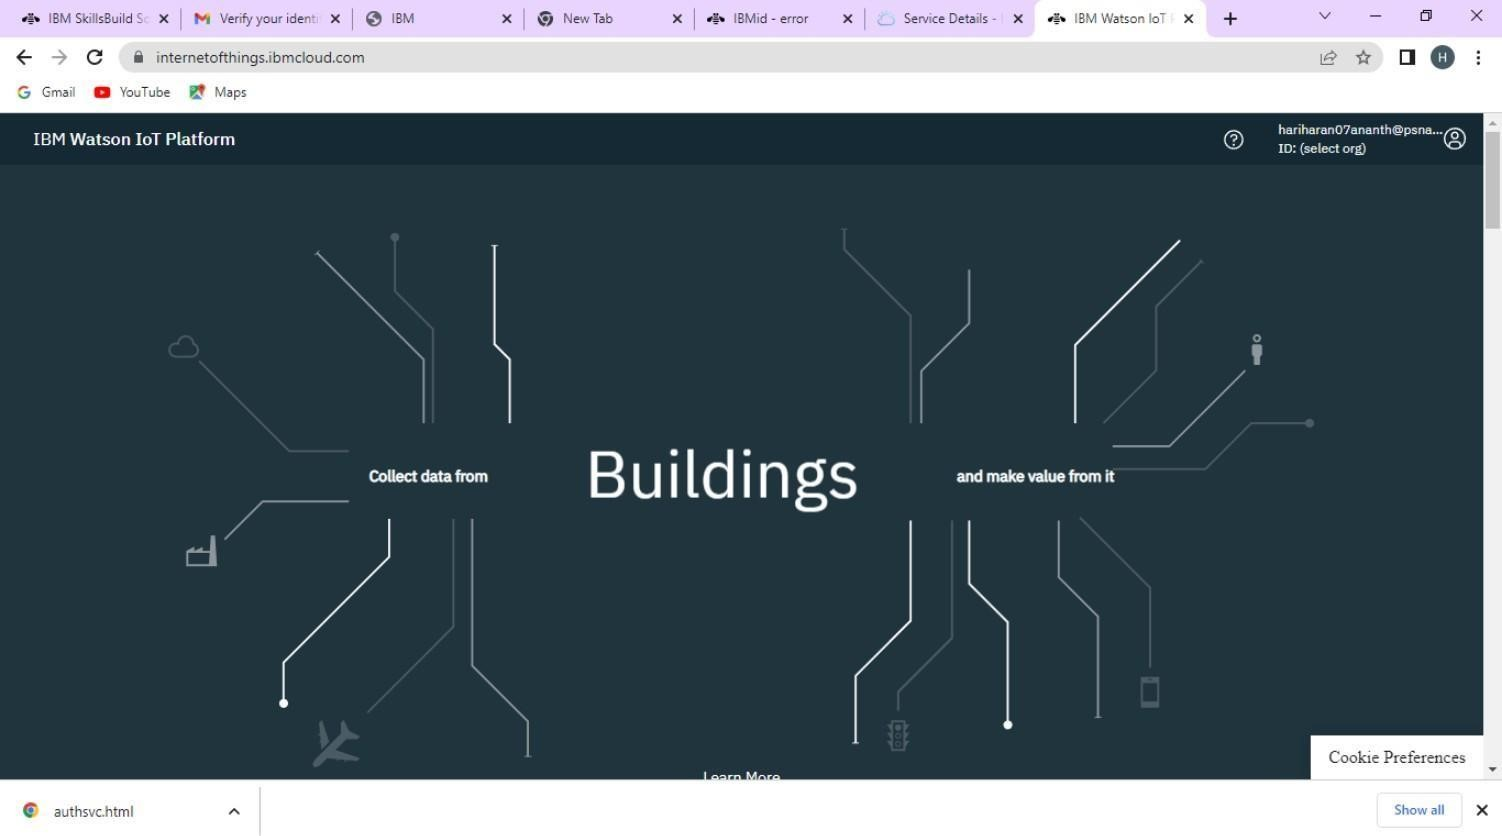 IBM SkillsBuild Sc
Verify your identi
IBM
New Tab
IBMid - error
Service Details -
IBM Watson IoT
internetofthings.ibmcloud.com
H
Gmail
YouTube
Maps
IBM Watson IoT Platform
hariharan07ananth@psna...
ID: (select org)
Collect data from
Buildings
and make value from it
Learn More
Cookie Preferences
authsvc.html
Show all